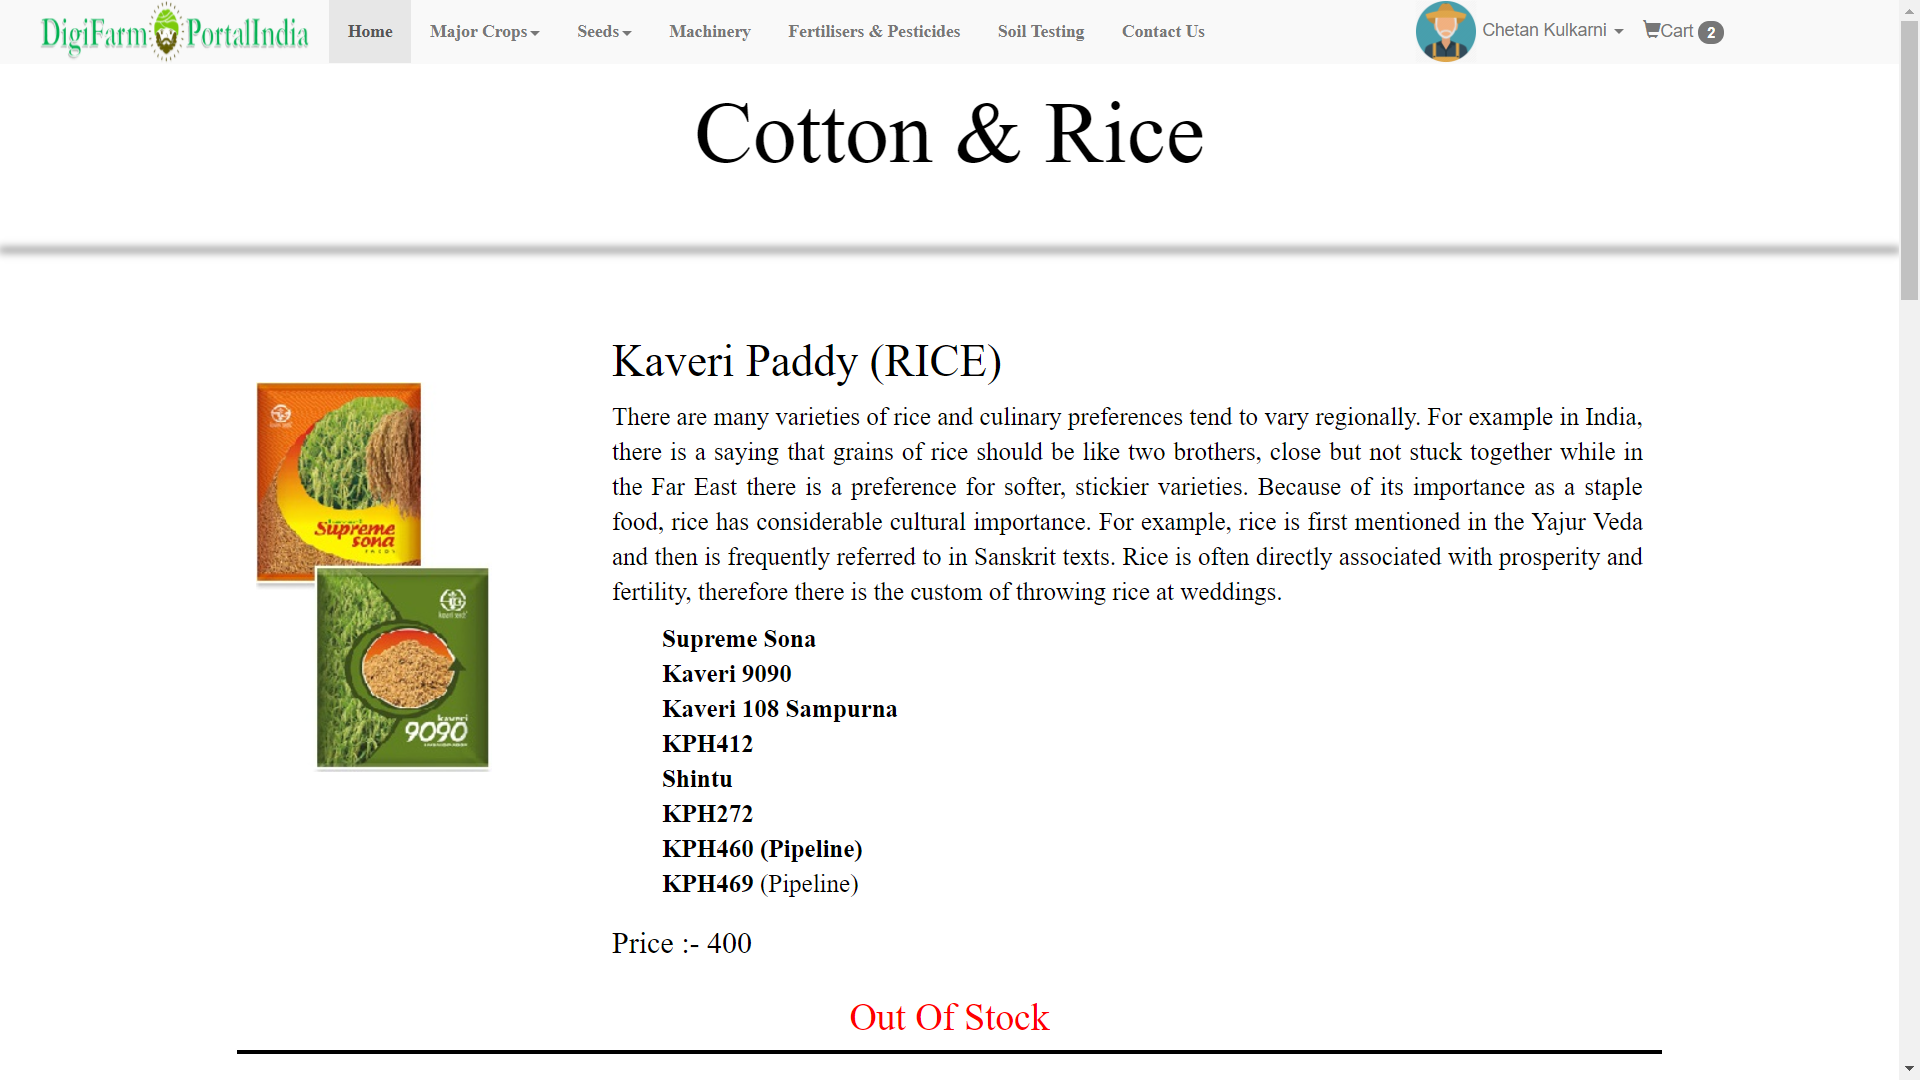 DigiFarm PortalIndia
Home Major Crops Seeds Machinery Fertilisers & Pesticides Soil Testing Contact Us Chetan Kulkarni Cart 2
Cotton & Rice
Kaveri Paddy (RICE)
There are many varieties of rice and culinary preferences tend to vary regionally. For example in India,
there is a saying that grains of rice should be like two brothers, close but not stuck together while in
the Far East there is a preference for softer, stickier varieties. Because of its importance as a staple
food, rice has considerable cultural importance. For example, rice is first mentioned in the Yajur Veda
and then is frequently referred to in Sanskrit texts. Rice is often directly associated with prosperity and
fertility, therefore there is the custom of throwing rice at weddings.
Supreme
sona
kaveri
9090
Supreme Sona
Kaveri 9090
Kaveri 108 Sampurna
KPH412
Shintu
KPH272
KPH460 (Pipeline)
KPH469 (Pipeline)
Price :- 400
Out Of Stock